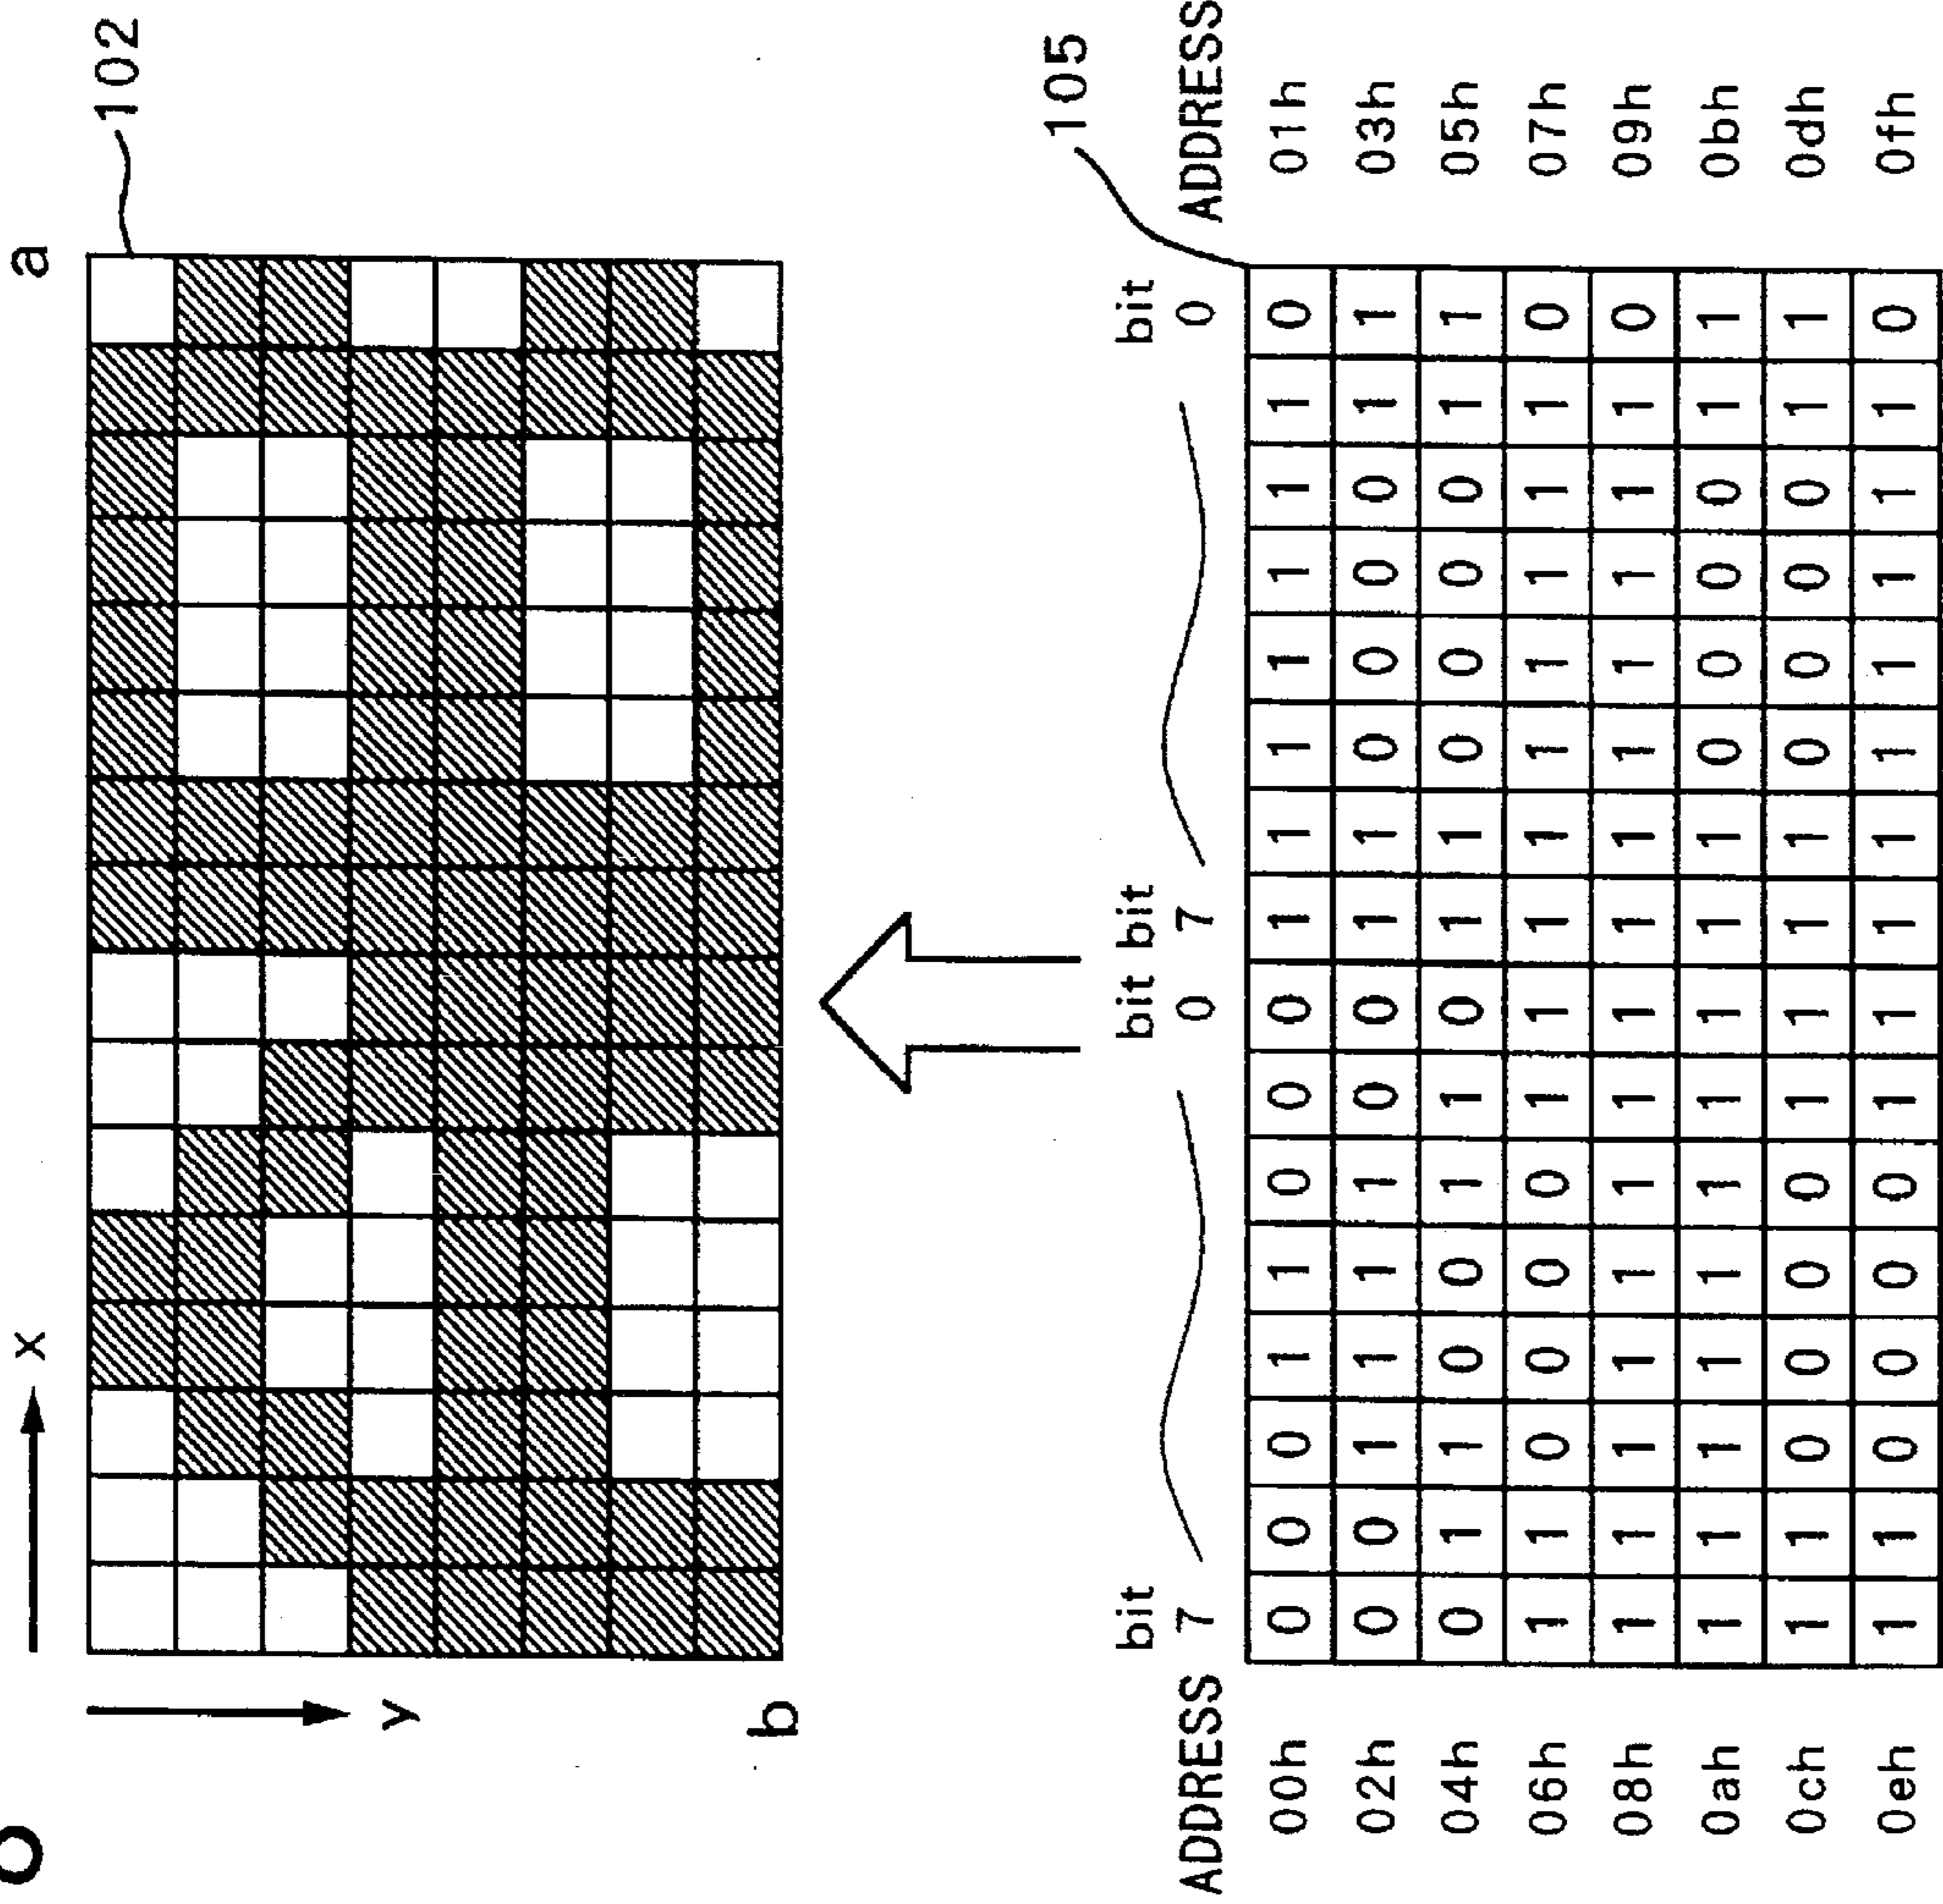 x a
102
y
b
105
bit bit bit bit
ADDRESS 7 0 7 0 ADDRESS
00h 0 0 0 1 1 0 0 0 1 1 1 1 1 1 1 0 01h
02h 0 0 1 1 1 1 0 0 1 1 0 0 0 0 1 1 03h
04h 0 1 1 0 0 1 1 0 1 1 0 0 0 0 1 1 05h
06h 1 1 0 0 0 0 1 1 1 1 1 1 1 1 1 0 07h
08h 1 1 1 1 1 1 1 1 1 1 1 1 1 1 1 0 09h
0ah 1 1 1 1 1 1 1 1 1 1 0 0 0 0 1 1 0bh
0ch 1 1 0 0 0 0 1 1 1 1 0 0 0 0 1 1 0dh
0eh 1 1 0 0 0 0 1 1 1 1 1 1 1 1 1 0 0fh